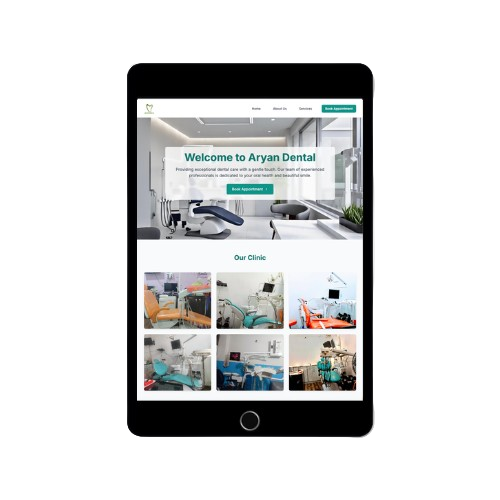 Home
About Us
Services
Book Appointment
Welcome to Aryan Dental
Providing exceptional dental care with a gentle touch. Our team of experienced
professionals is dedicated to your oral health and beautiful smile.
Book Appointment
Our Clinic